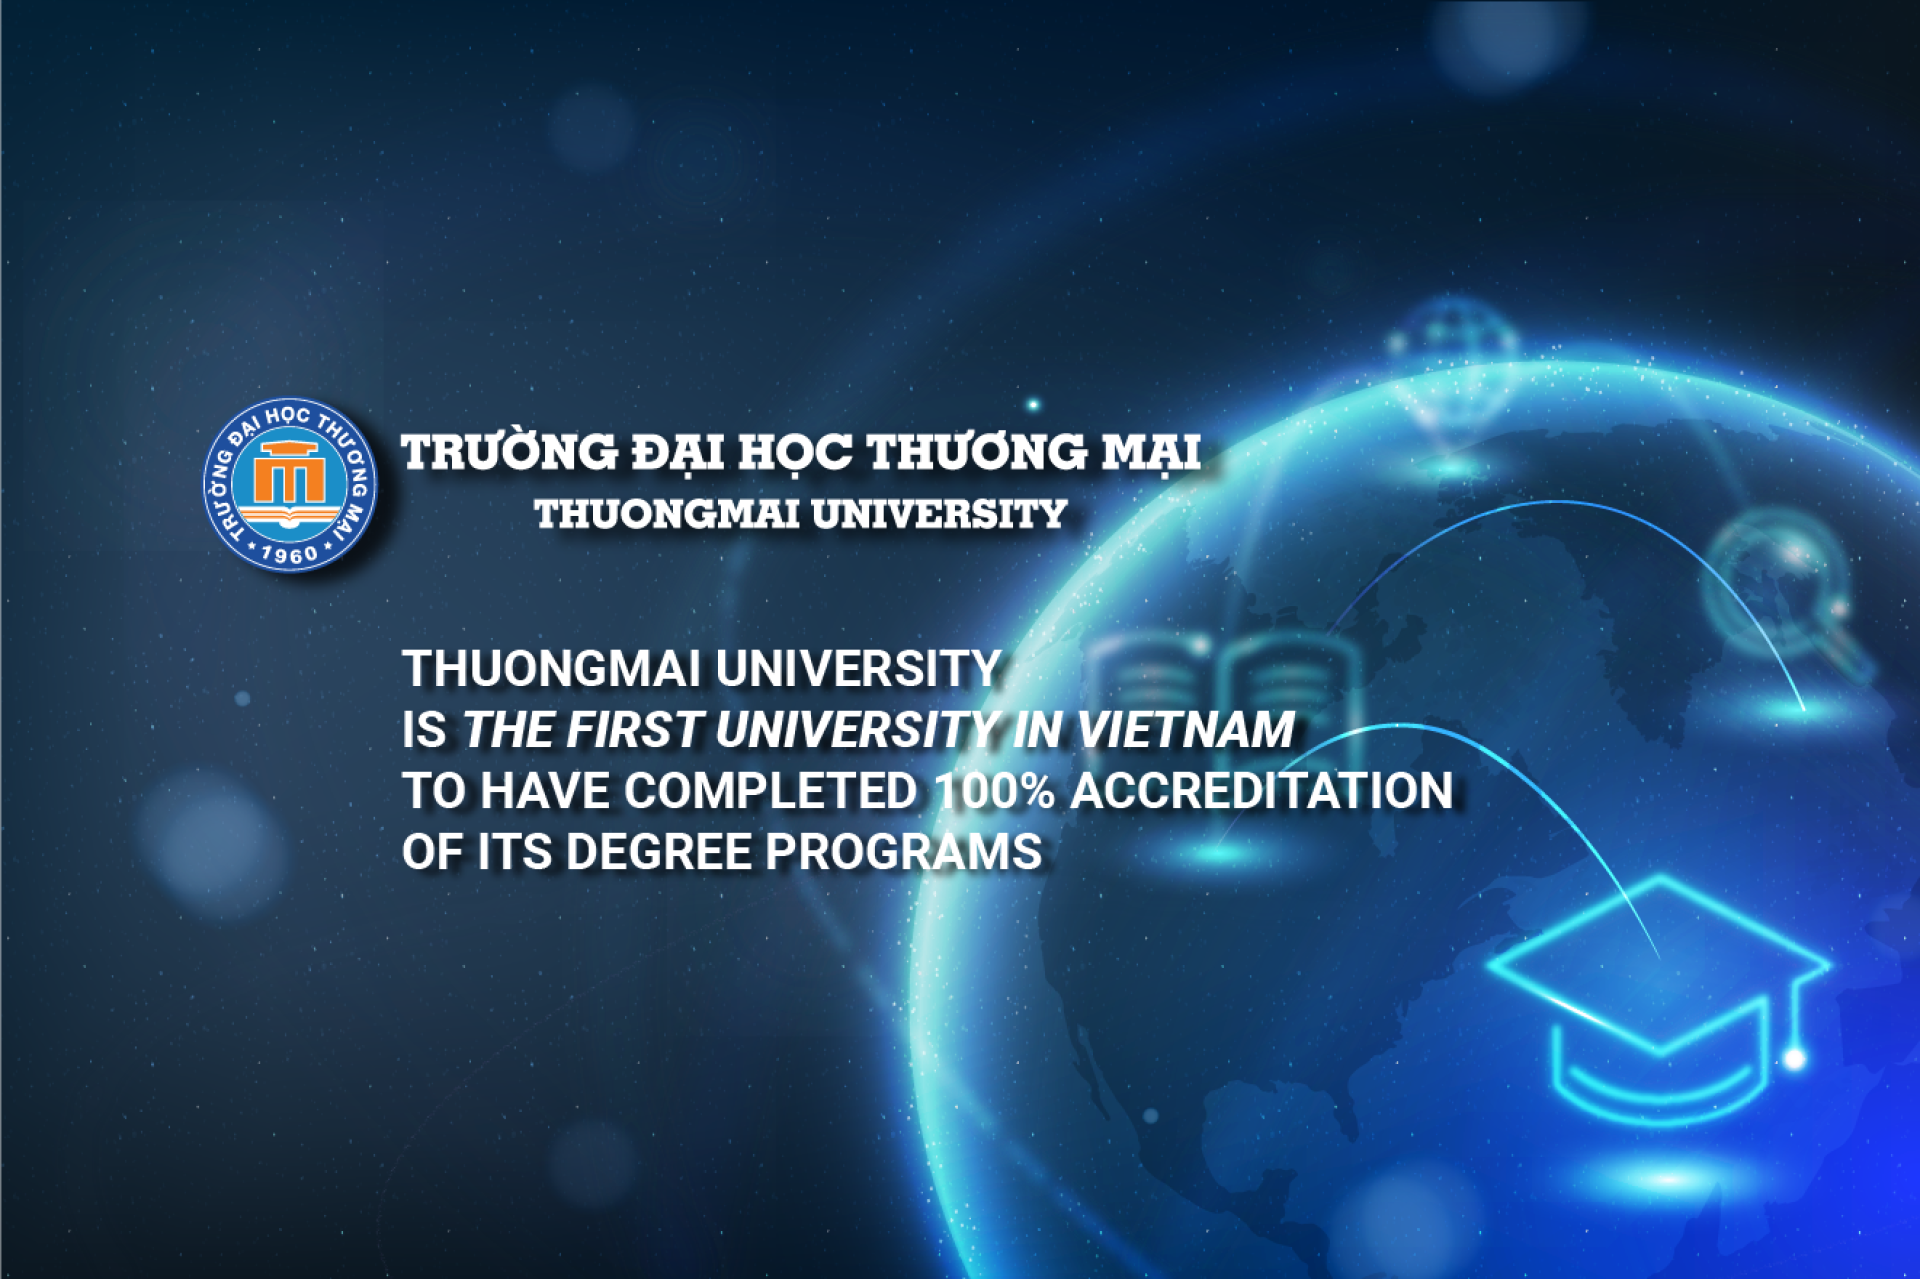 TRƯỜNG ĐẠI HỌC THƯƠNG MẠI
1960
TRƯỜNG ĐẠI HỌC THƯƠNG MẠI
THUONGMAI UNIVERSITY
THUONGMAI UNIVERSITY
IS THE FIRST UNIVERSITY IN VIETNAM
TO HAVE COMPLETED 100% ACCREDITATION
OF ITS DEGREE PROGRAMS